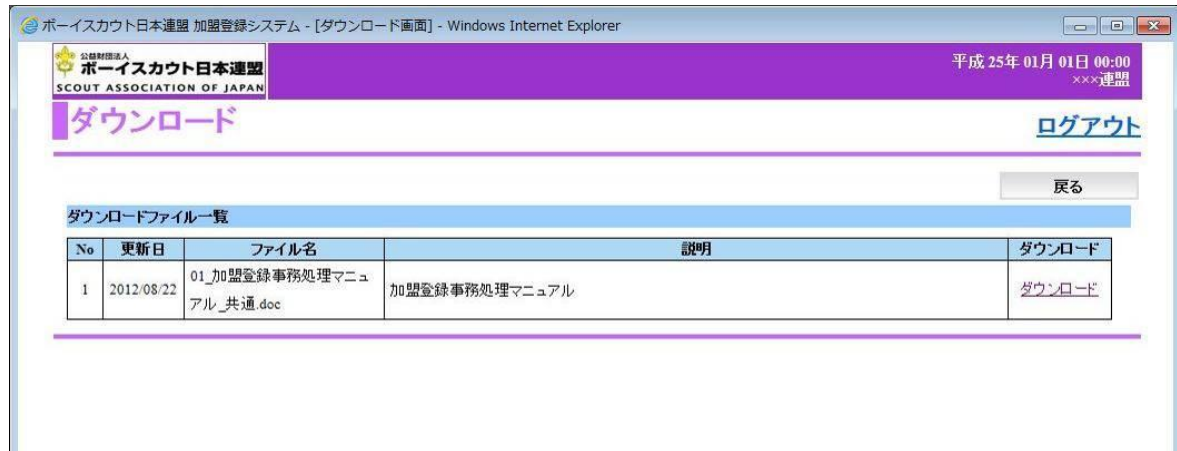 ボーイスカウト日本連盟 加盟登録システム - [ダウンロード画面] - Windows Internet Explorer
公益財団法人
ボーイスカウト日本連盟
SCOUT ASSOCIATION OF JAPAN
平成 25年 01月 01日 00:00
×××連盟
ダウンロード
ログアウト
戻る
ダウンロードファイル一覧
No 更新日 ファイル名 説明 ダウンロード
1 2012/08/22 01_加盟登録事務処理マニュ
アル_共通.doc 加盟登録事務処理マニュアル ダウンロード